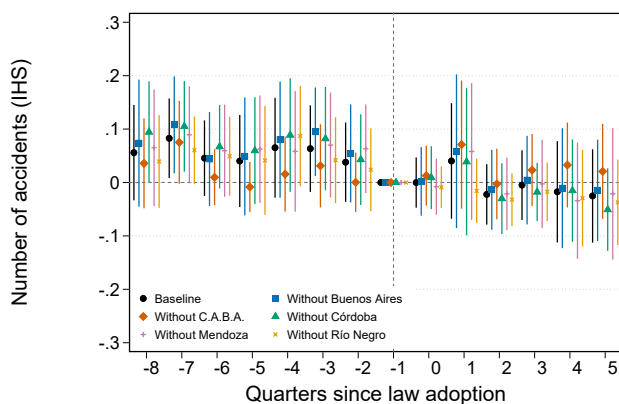 .3
.2
.1
0
-.1
-.2
-.3
Number of accidents (IHS)
Baseline
Without Buenos Aires
Without C.A.B.A.
Without Córdoba
Without Mendoza
Without Río Negro
-8 -7 -6 -5 -4 -3 -2 -1 0 1 2 3 4 5
Quarters since law adoption